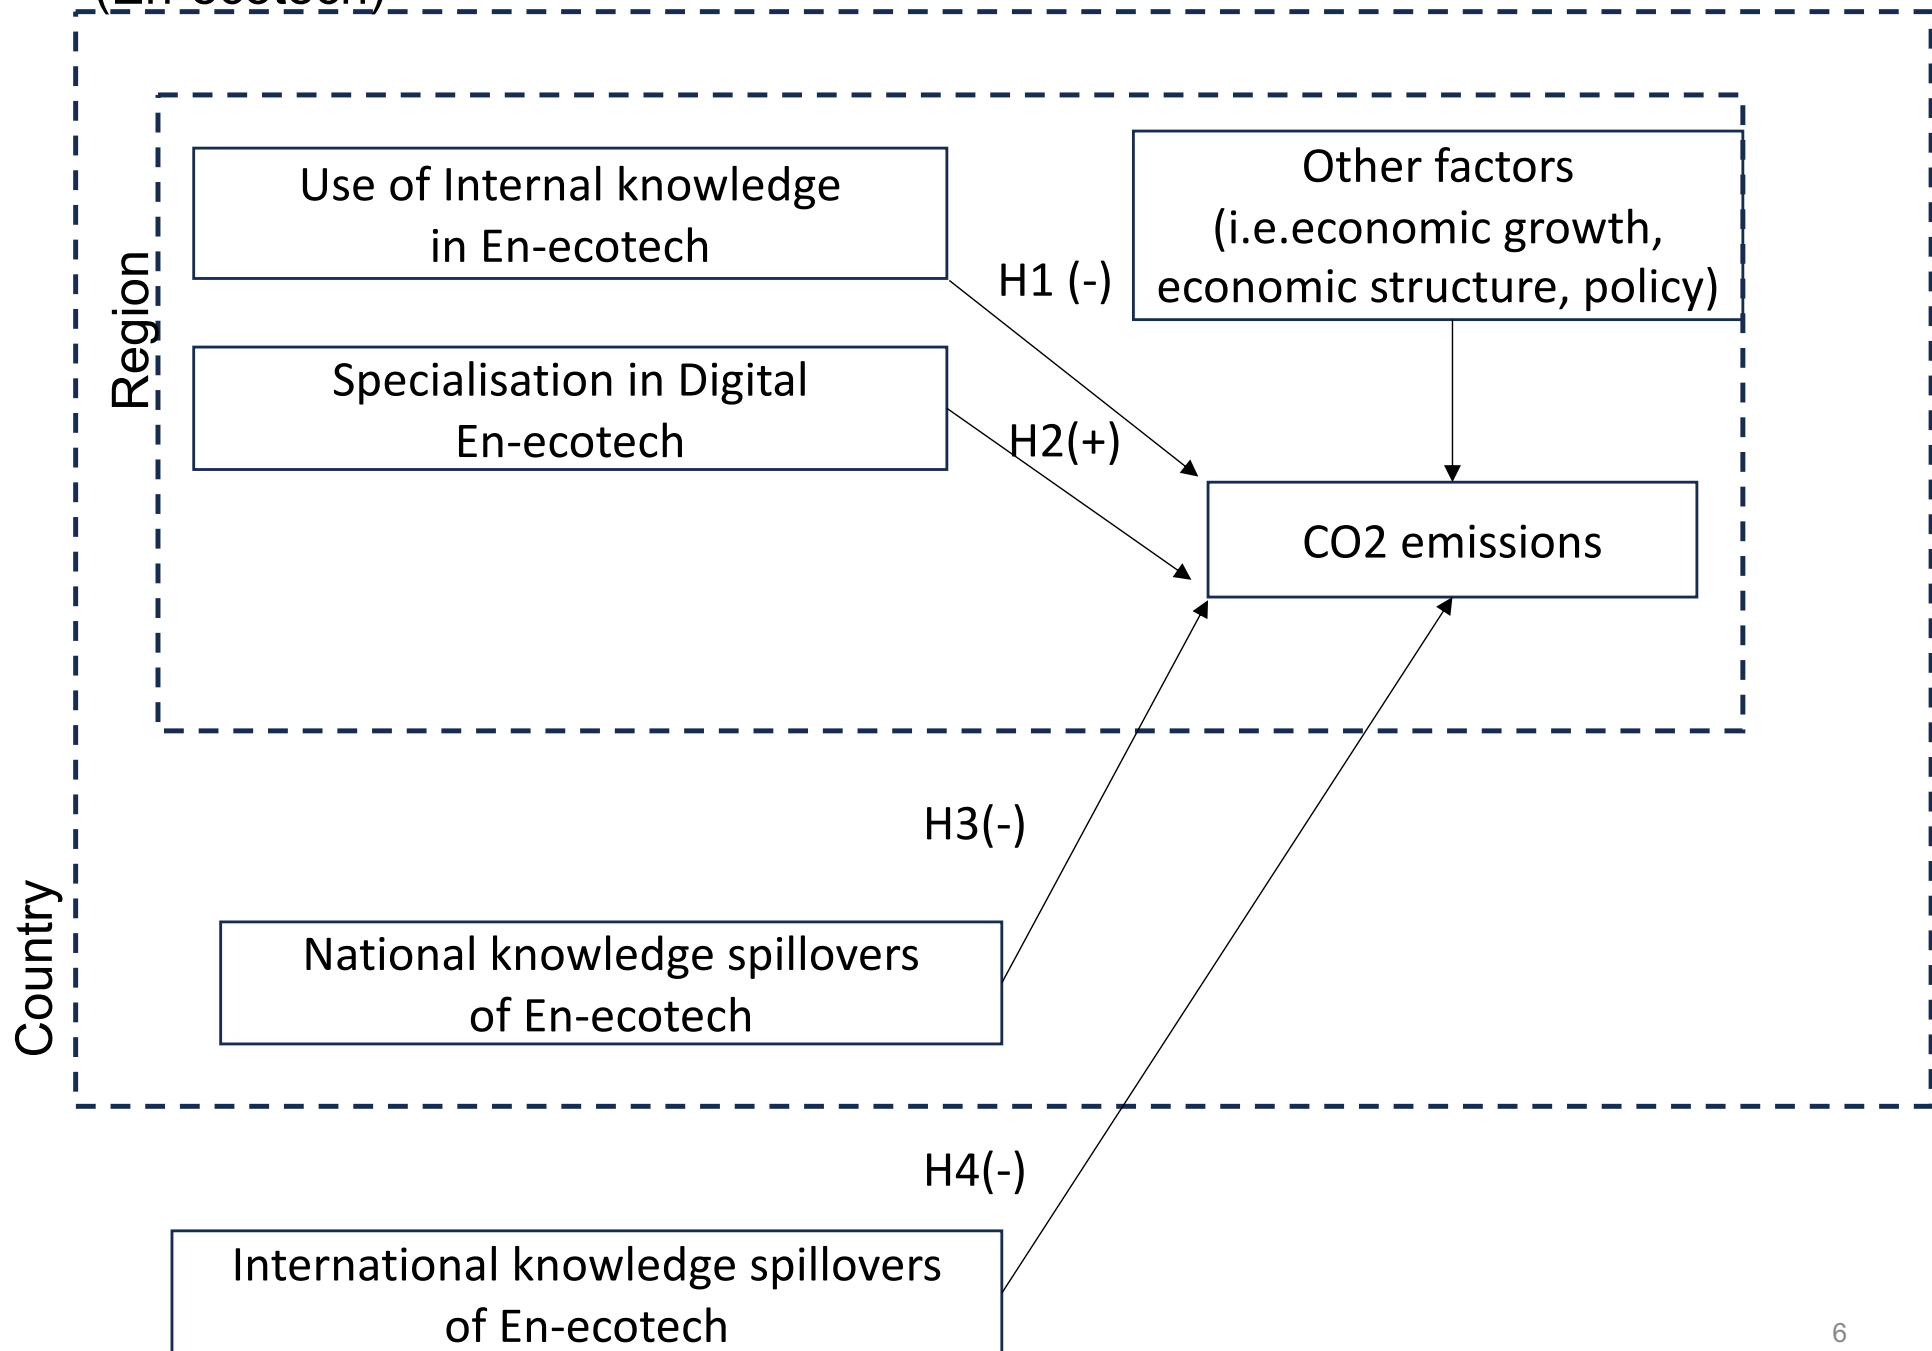 (En-ecotech)
Region
Use of Internal knowledge
in En-ecotech
Other factors
(i.e.economic growth,
economic structure, policy)
H1 (-)
Specialisation in Digital
En-ecotech
H2(+)
CO2 emissions
H3(-)
Country
National knowledge spillovers
of En-ecotech
H4(-)
International knowledge spillovers
of En-ecotech
6